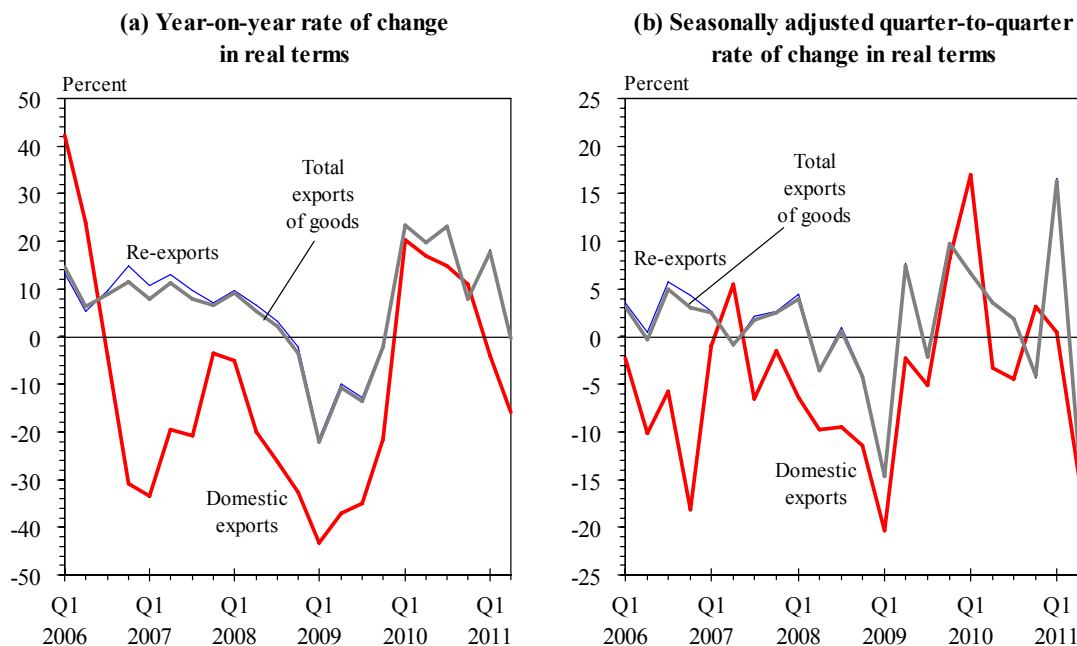 (a) Year-on-year rate of change
in real terms
Percent
50
40
30
20
10
0
-10
-20
-30
-40
-50
Total
exports
of goods
Re-exports
Domestic
exports
Q1 Q1 Q1 Q1 Q1 Q1
2006 2007 2008 2009 2010 2011
(b) Seasonally adjusted quarter-to-quarter
rate of change in real terms
Percent
25
20
15
10
5
0
-5
-10
-15
-20
-25
Total
exports
of goods
Re-exports
Domestic
exports
Q1 Q1 Q1 Q1 Q1 Q1
2006 2007 2008 2009 2010 2011